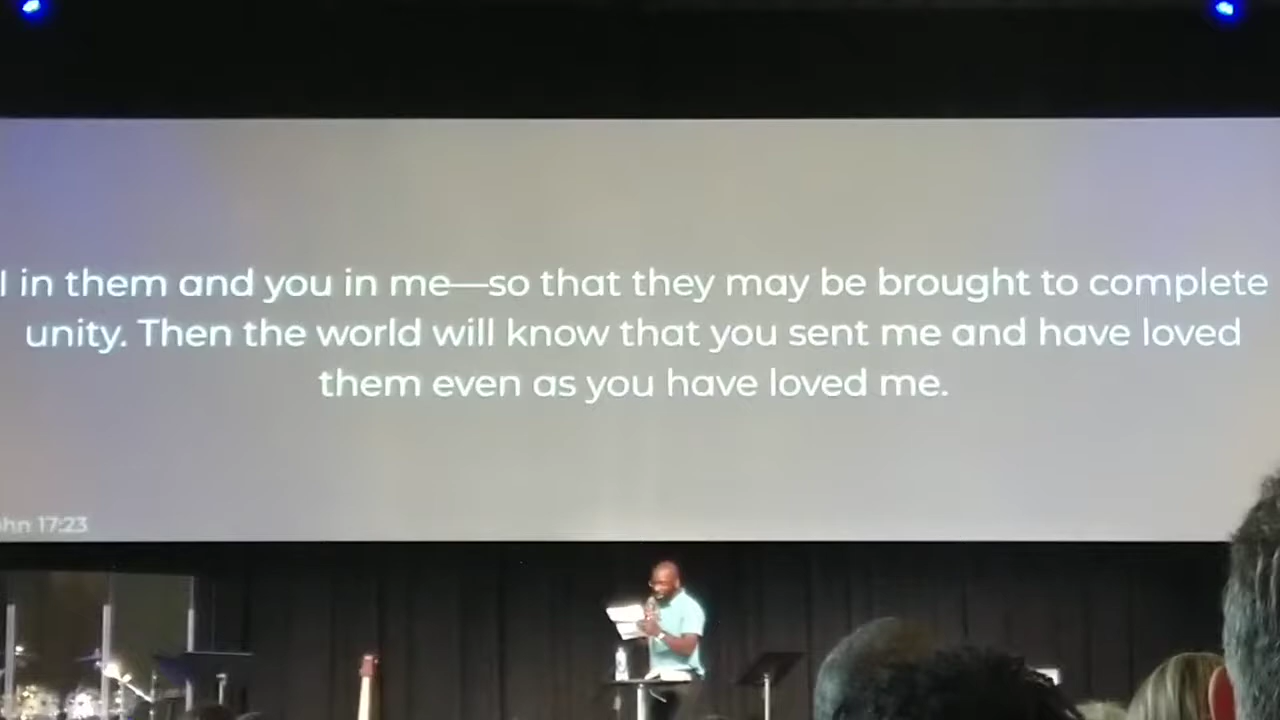 I in them and you in me—so that they may be brought to complete
unity. Then the world will know that you sent me and have loved
them even as you have loved me.
ohn 17:23